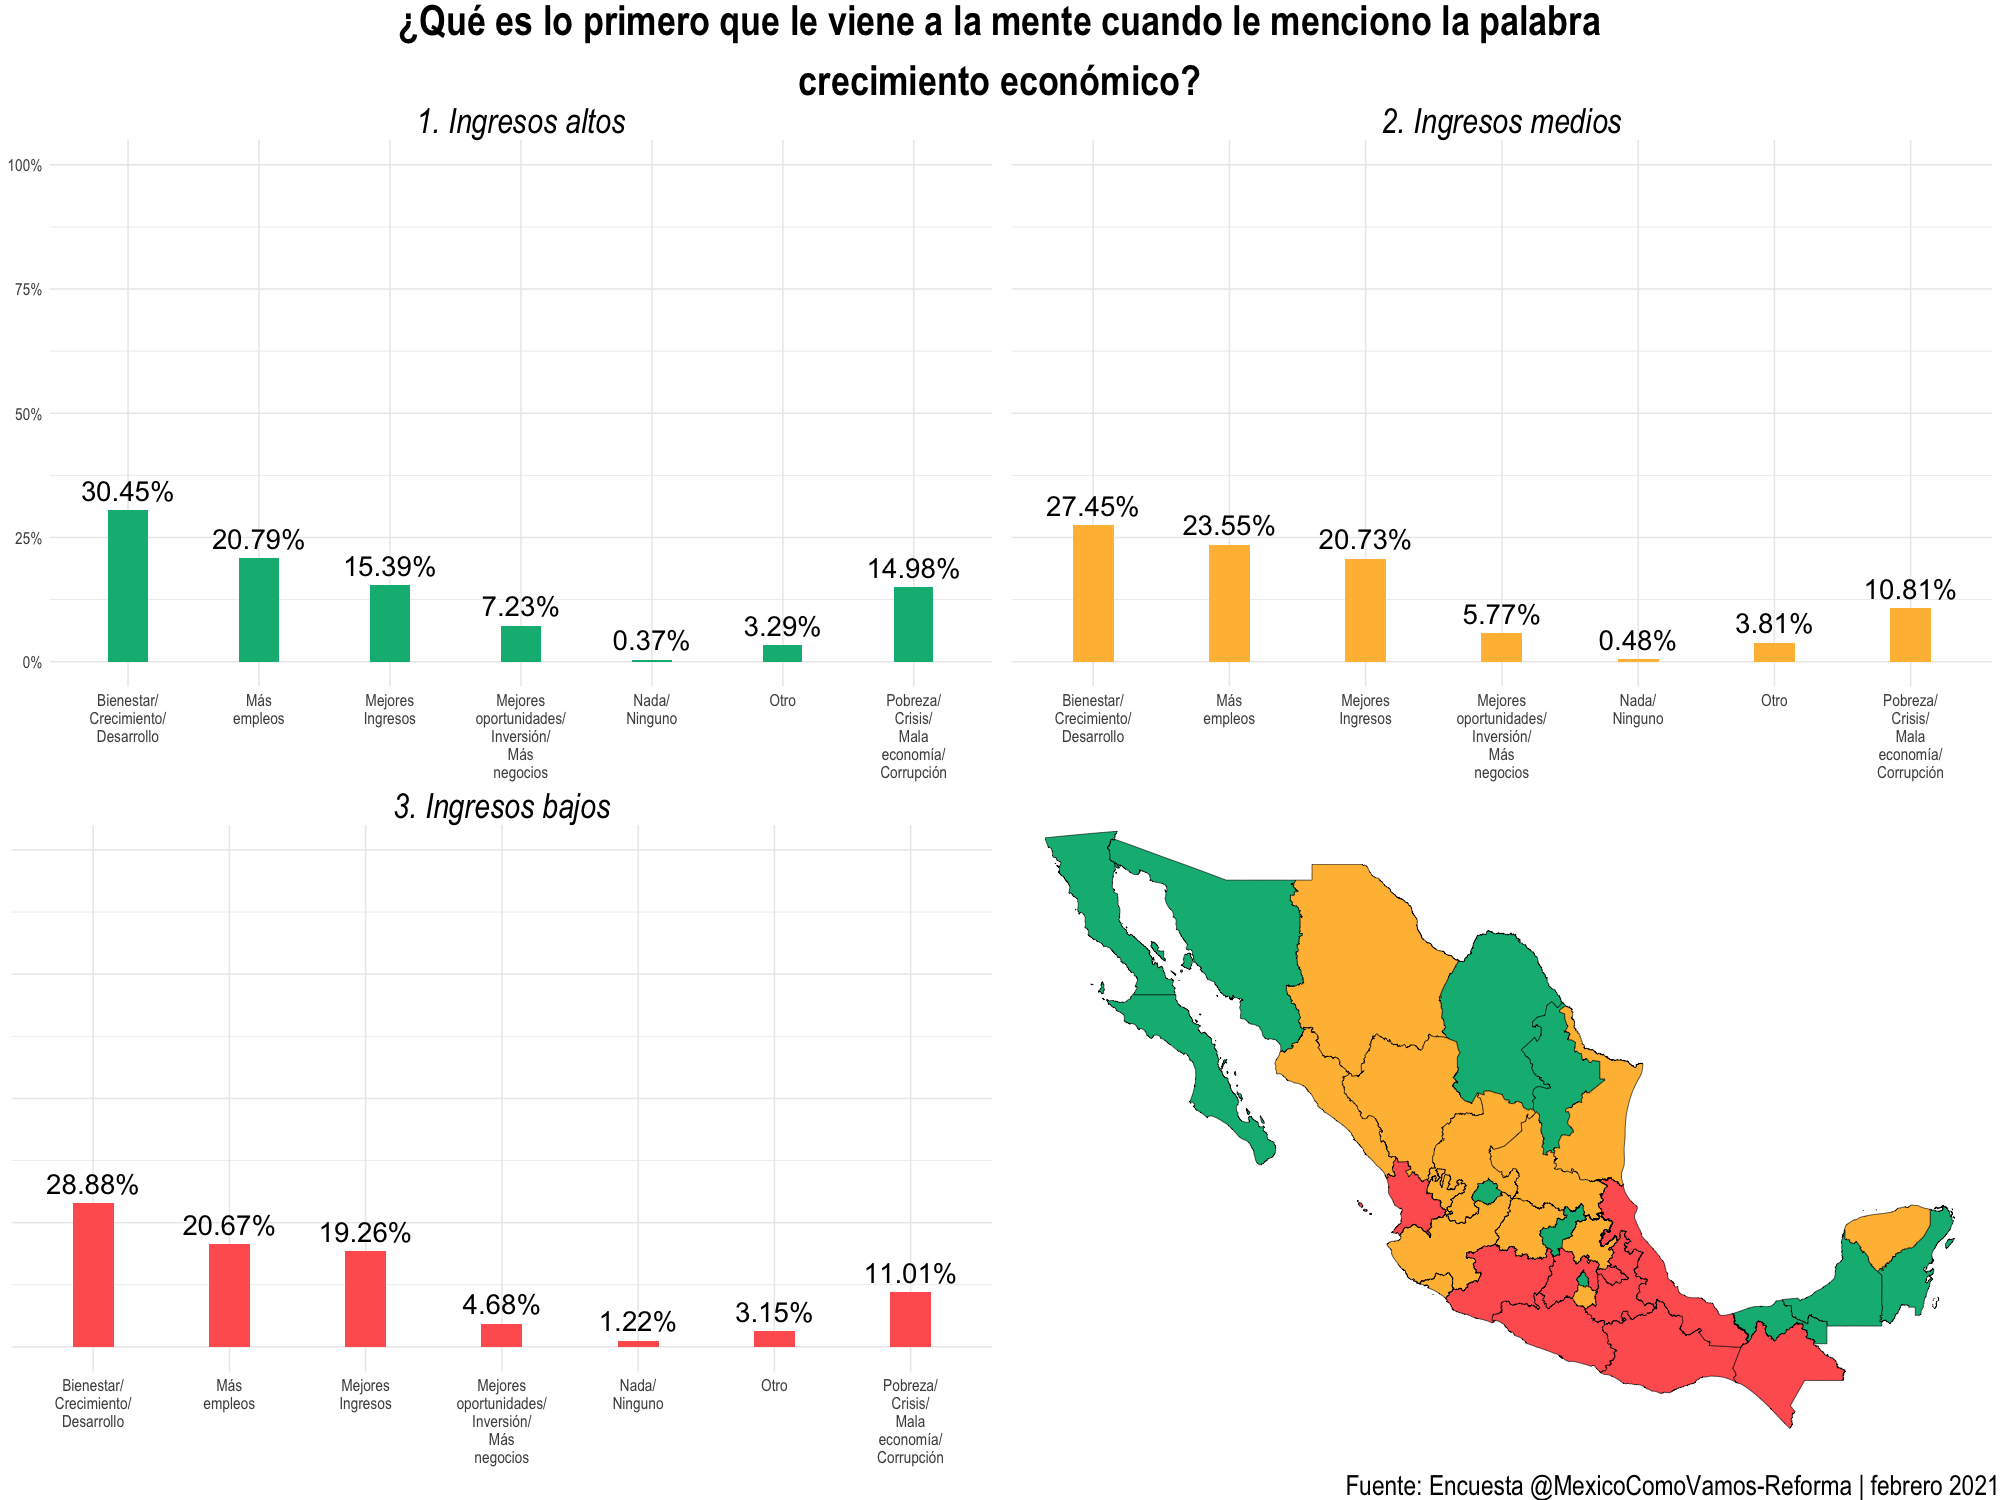 ¿Qué es lo primero que le viene a la mente cuando le menciono la palabra
crecimiento económico?
1. Ingresos altos
100%
75%
50%
25%
0%
30.45%
20.79%
15.39%
7.23%
0.37%
3.29%
14.98%
Bienestar/
Crecimiento/
Desarrollo
Más
empleos
Mejores
Ingresos
Mejores
oportunidades/
Inversión/
Más
negocios
Nada/
Ninguno
Otro
Pobreza/
Crisis/
Mala
economía/
Corrupción
2. Ingresos medios
27.45%
23.55%
20.73%
5.77%
0.48%
3.81%
10.81%
Bienestar/
Crecimiento/
Desarrollo
Más
empleos
Mejores
Ingresos
Mejores
oportunidades/
Inversión/
Más
negocios
Nada/
Ninguno
Otro
Pobreza/
Crisis/
Mala
economía/
Corrupción
3. Ingresos bajos
28.88%
20.67%
19.26%
4.68%
1.22%
3.15%
11.01%
Bienestar/
Crecimiento/
Desarrollo
Más
empleos
Mejores
Ingresos
Mejores
oportunidades/
Inversión/
Más
negocios
Nada/
Ninguno
Otro
Pobreza/
Crisis/
Mala
economía/
Corrupción
Fuente: Encuesta @MexicoComoVamos-Reforma | febrero 2021